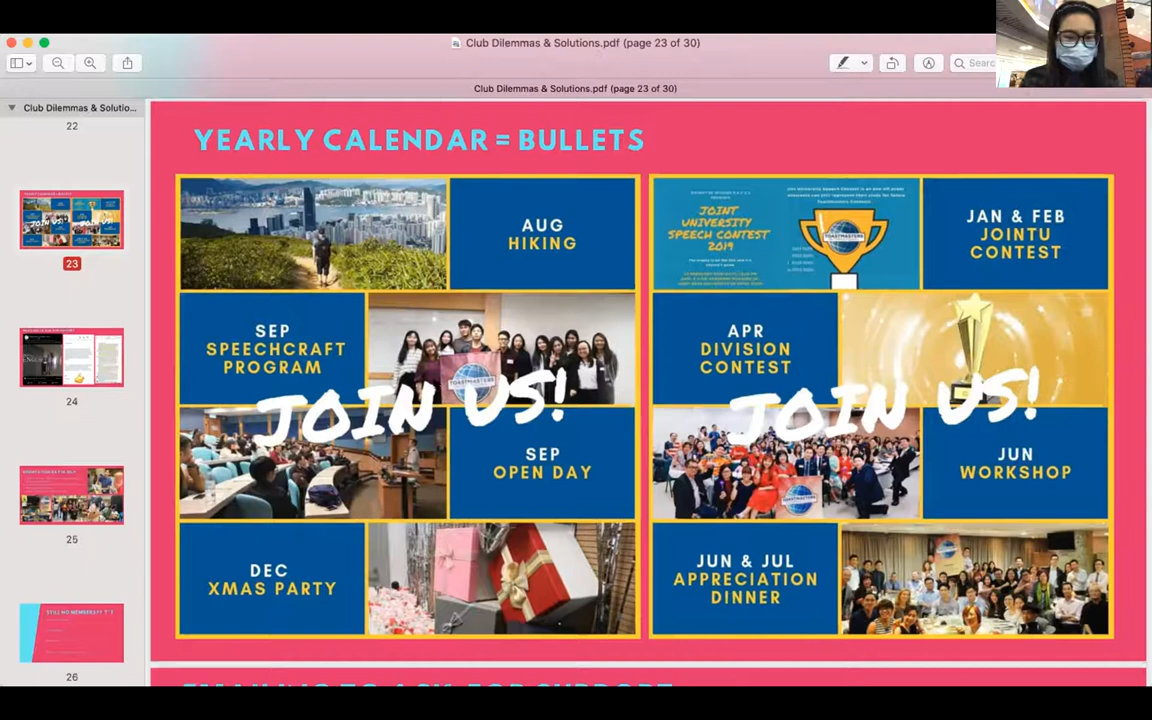 Club Dilemmas & Solutions.pdf (page 23 of 30)
Club Dilemmas & Solutions.pdf (page 23 of 30)
Club Dilemmas & Solutio...
22
23
24
25
26
YEARLY CALENDAR = BULLETS
AUG
HIKING
SEP
SPEECHCRAFT
PROGRAM
SEP
OPEN DAY
DEC
XMAS PARTY
JOIN US!
TOASTMASTERS
JOINT
UNIVERSITY
SPEECH CONTEST
2019
TOASTMASTERS
JAN & FEB
JOINTU
CONTEST
APR
DIVISION
CONTEST
JUN
WORKSHOP
JUN & JUL
APPRECIATION
DINNER
JOIN US!